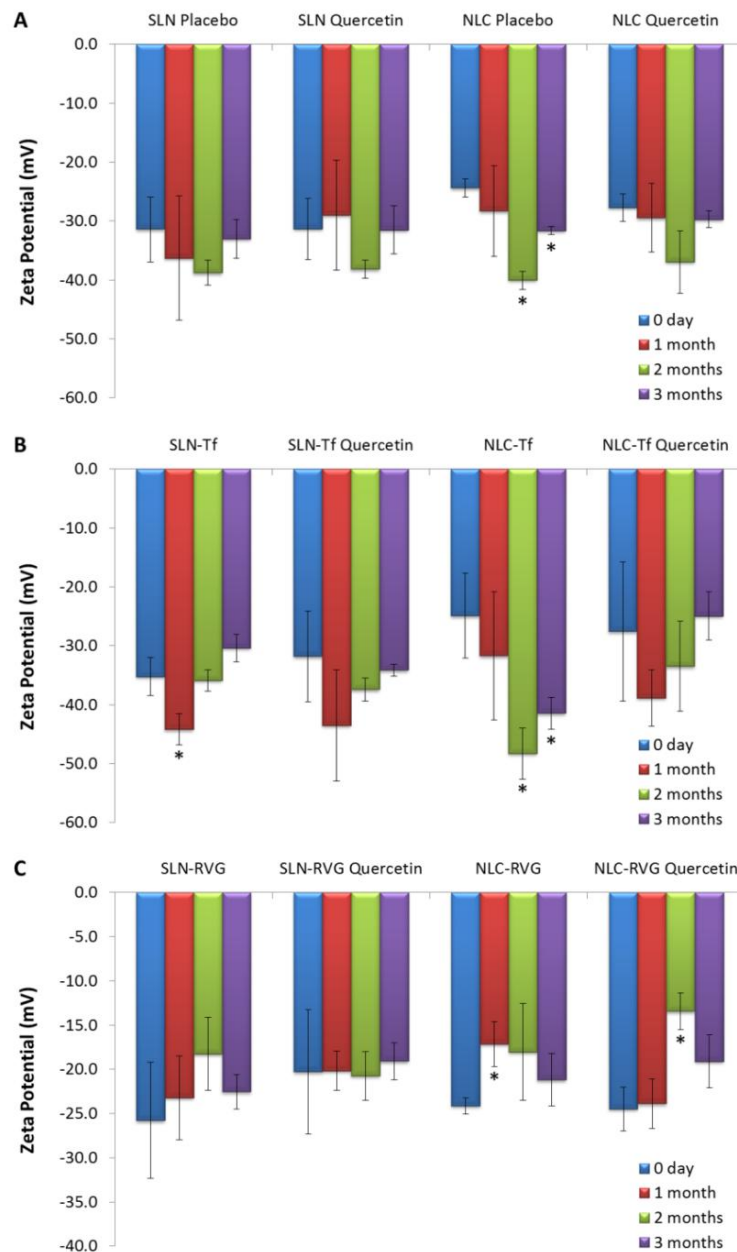 A
SLN Placebo SLN Quercetin NLC Placebo NLC Quercetin
0.0
-10.0
-20.0
-30.0
-40.0
-50.0
-60.0
Zeta Potential (mV)
* *
0 day
1 month
2 months
3 months
B
SLN-Tf SLN-Tf Quercetin NLC-Tf NLC-Tf Quercetin
0.0
-10.0
-20.0
-30.0
-40.0
-50.0
-60.0
Zeta Potential (mV)
* * *
0 day
1 month
2 months
3 months
C
SLN-RVG SLN-RVG Quercetin NLC-RVG NLC-RVG Quercetin
0.0
-5.0
-10.0
-15.0
-20.0
-25.0
-30.0
-35.0
-40.0
Zeta Potential (mV)
* *
0 day
1 month
2 months
3 months